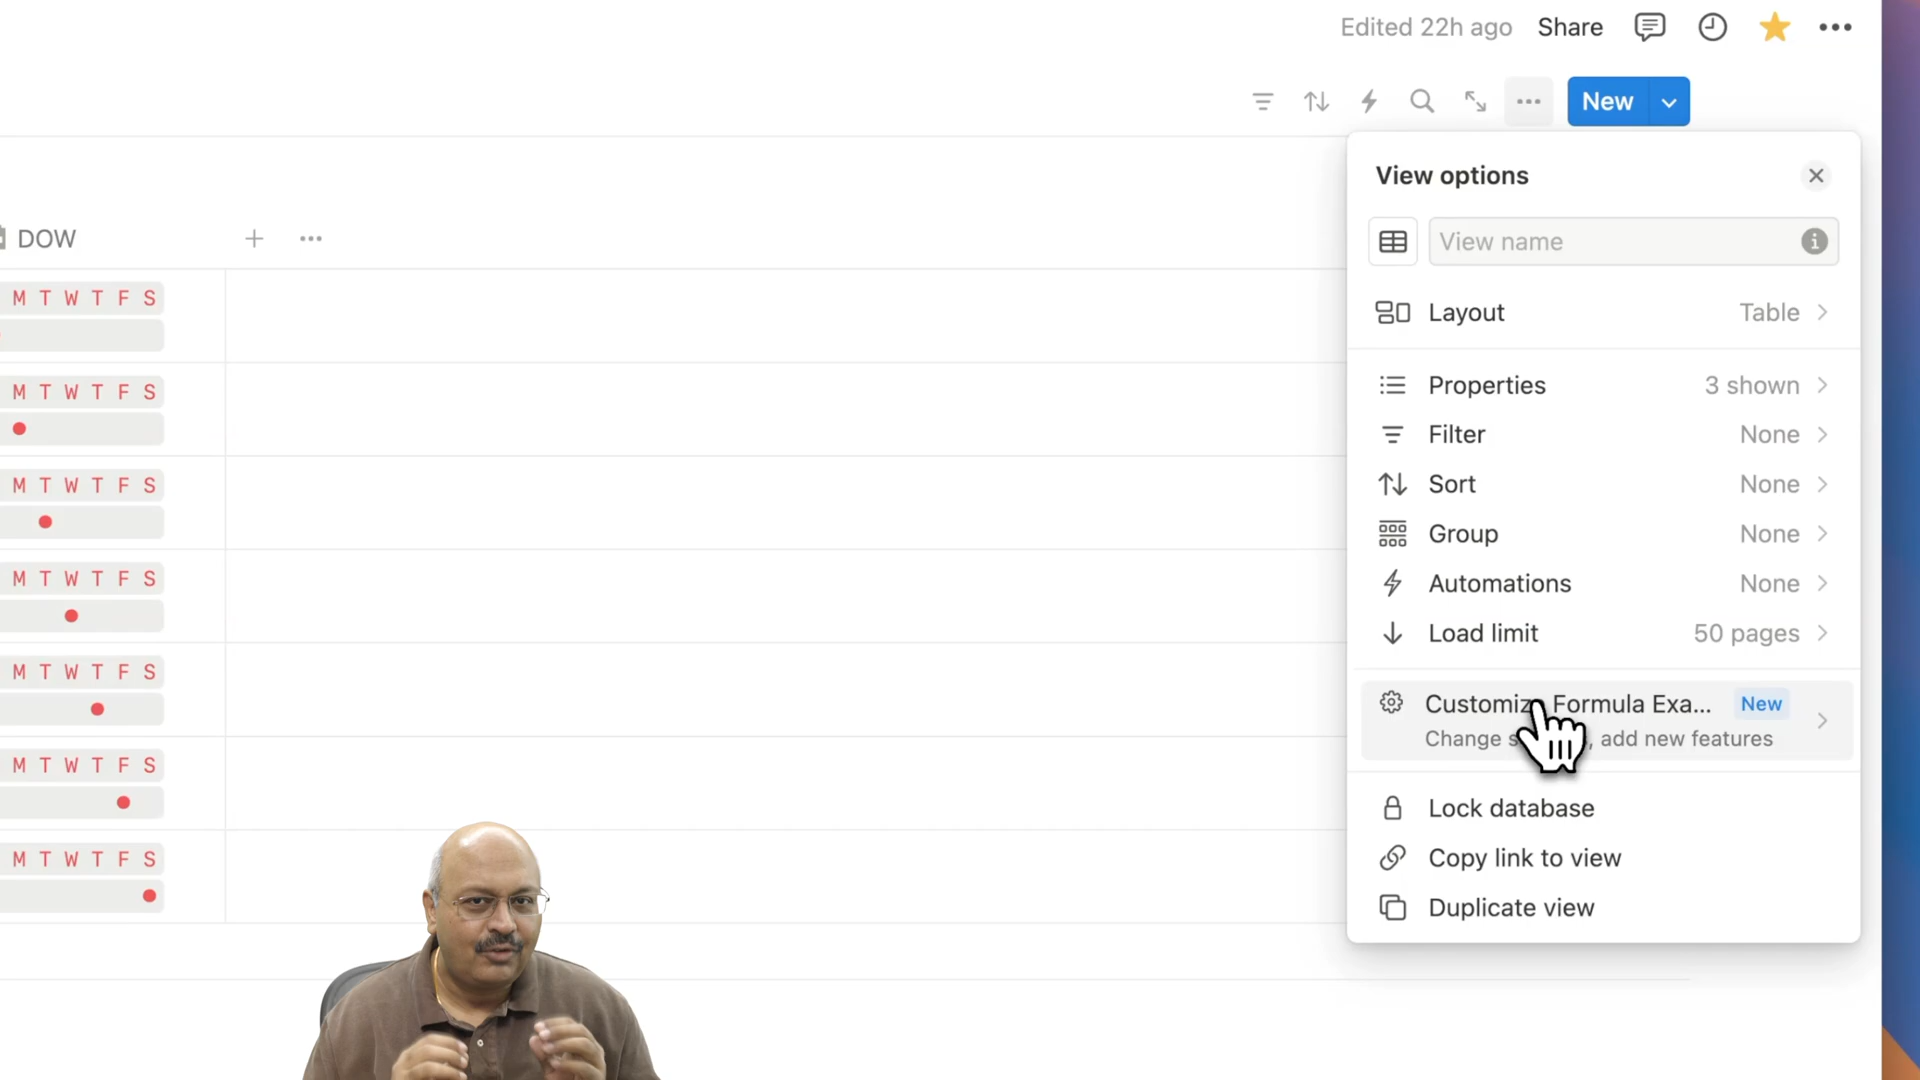 Edited 22h ago Share
New
View options
View name
DOW
Layout Table
M T W T F S
Properties 3 shown
M T W T F S
Filter None
M T W T F S
Sort None
Group None
M T W T F S
Automations None
Load limit 50 pages
M T W T F S
Customiz Formula Exa... New
Change s , add new features
M T W T F S
Lock database
M T W T F S
Copy link to view
Duplicate view